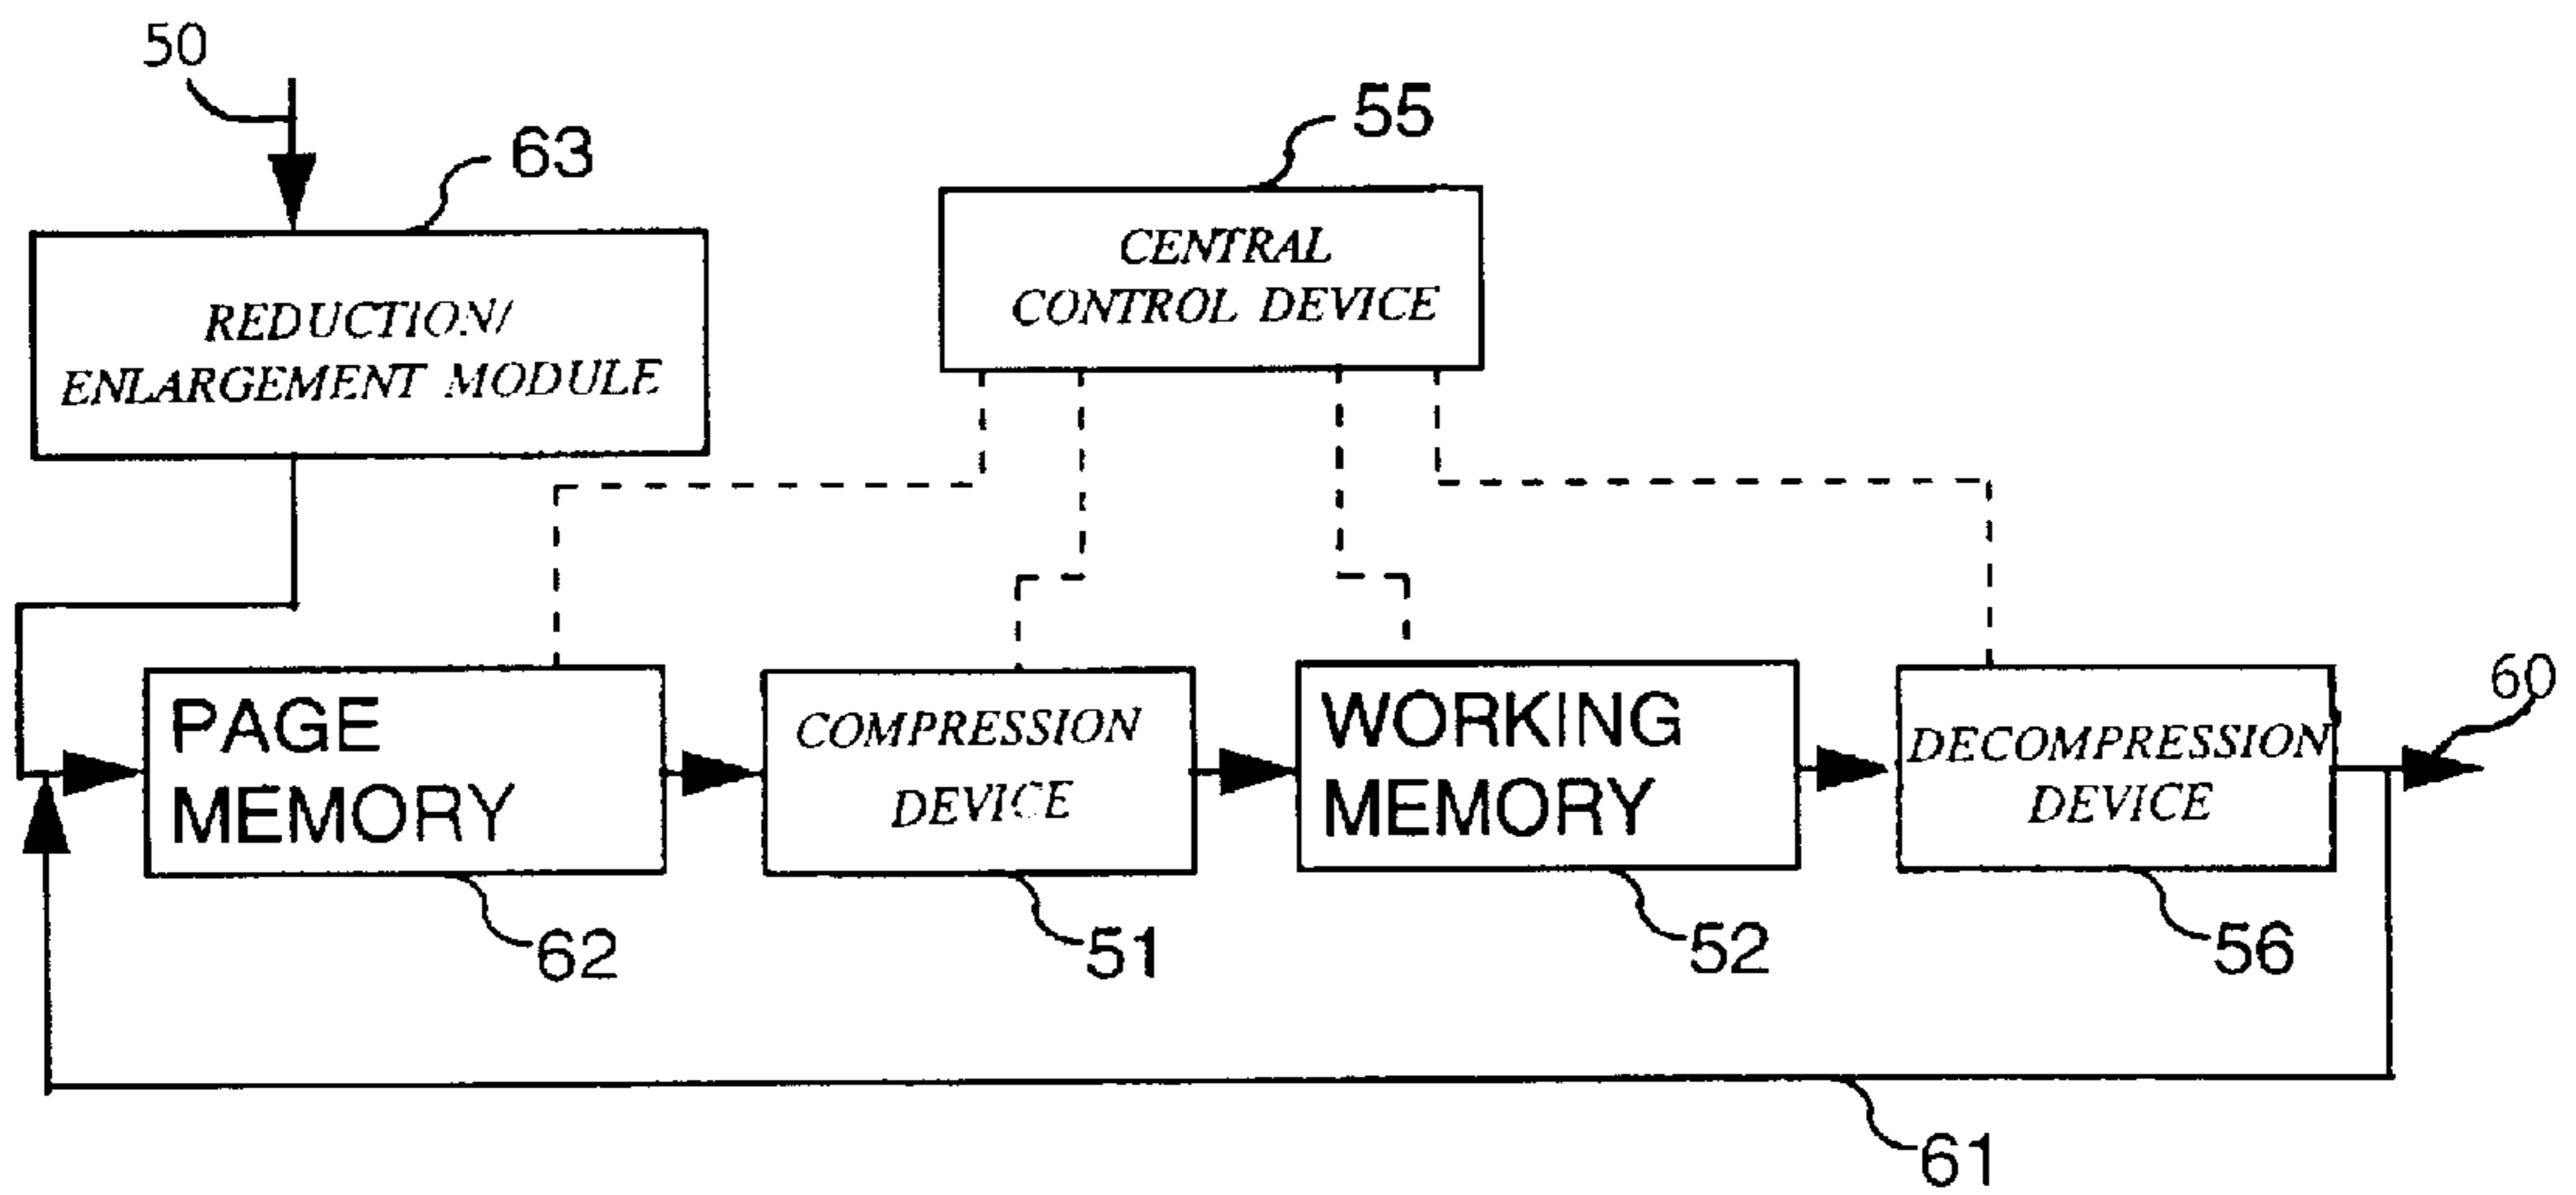 50
63
55
REDUCTION/
ENLARGEMENT MODULE
CENTRAL
CONTROL DEVICE
PAGE
MEMORY
COMPRESSION
DEVICE
WORKING
MEMORY
DECOMPRESSION
DEVICE
60
62
51
52
56
61